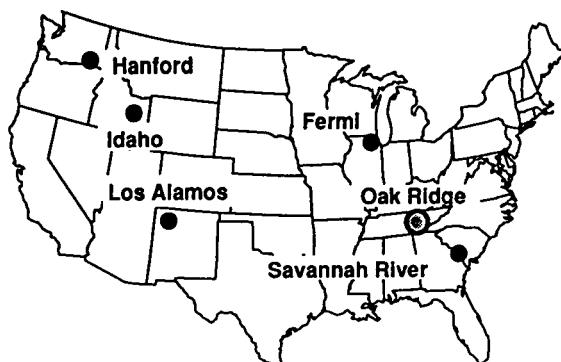 Hanford
Fermi
Idaho
Los Alamos
Oak Ridge
Savannah River